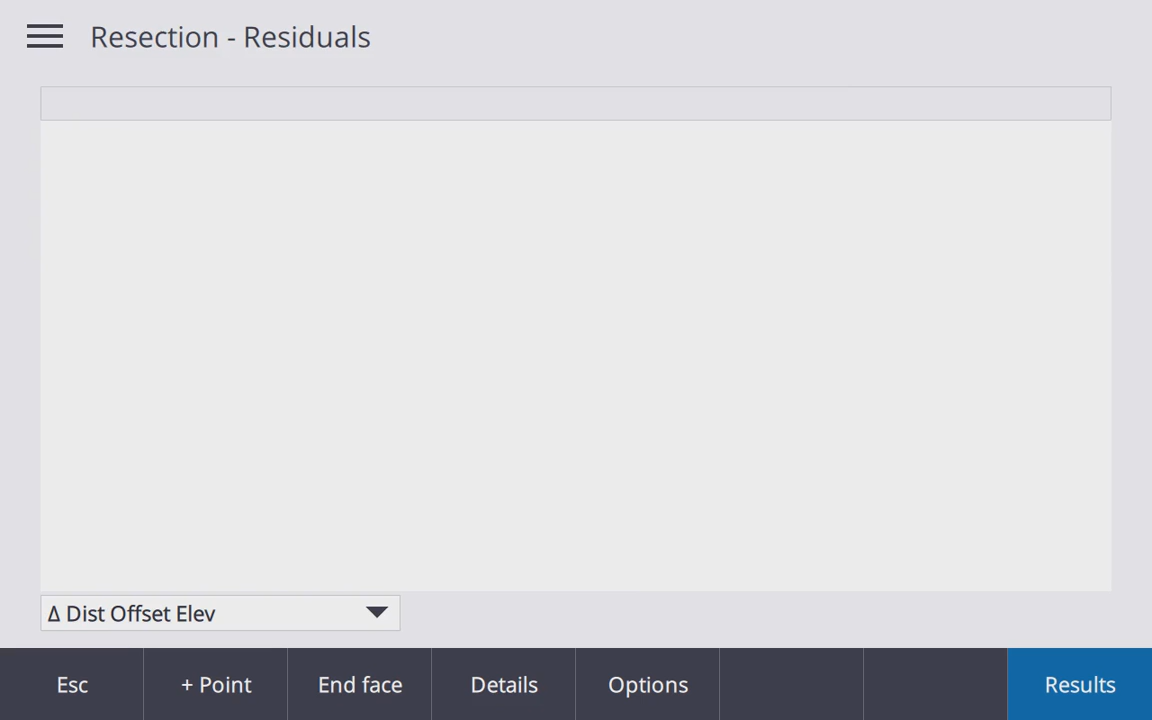 Resection - Residuals
Δ Dist Offset Elev
Esc
+ Point
End face
Details
Options
Results